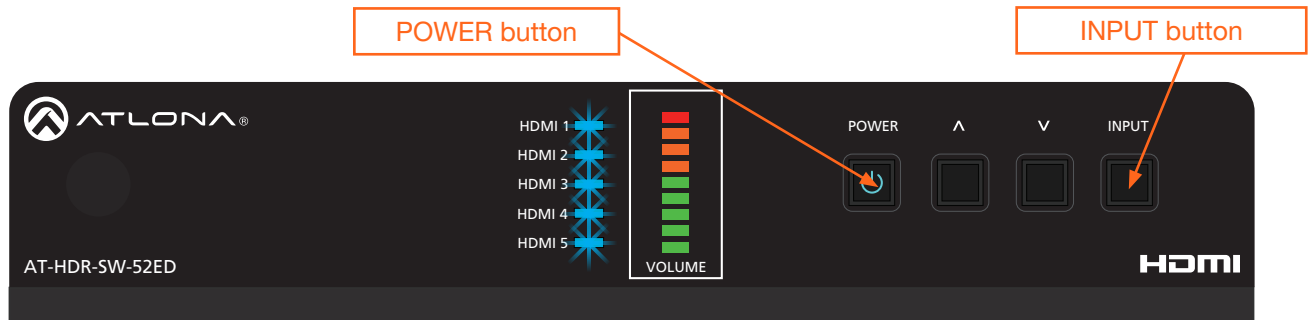 POWER button
INPUT button
ATLONA®
HDMI 1
HDMI 2
HDMI 3
HDMI 4
HDMI 5
VOLUME
POWER
∧
∨
INPUT
AT-HDR-SW-52ED
HDMI